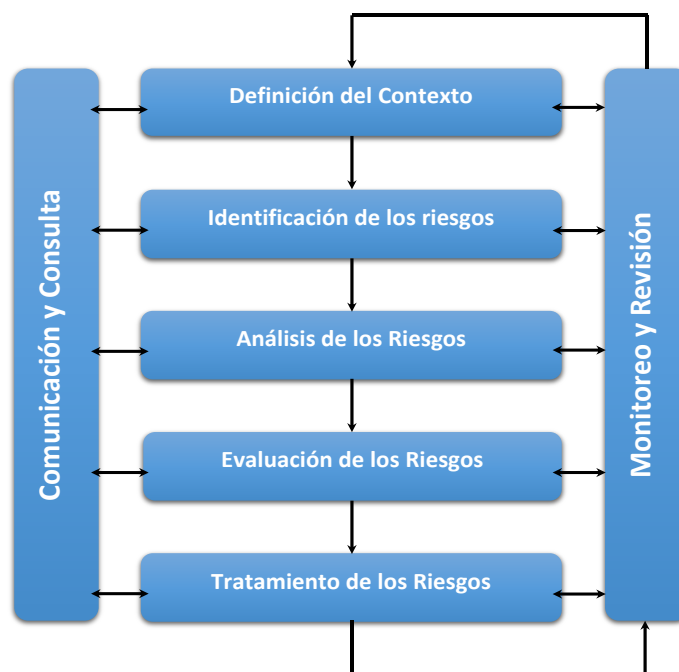 Definición del Contexto
Identificación de los riesgos
Análisis de los Riesgos
Evaluación de los Riesgos
Tratamiento de los Riesgos
Comunicación y Consulta
Monitoreo y Revisión